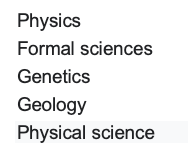 Physics
Formal sciences
Genetics
Geology
Physical science